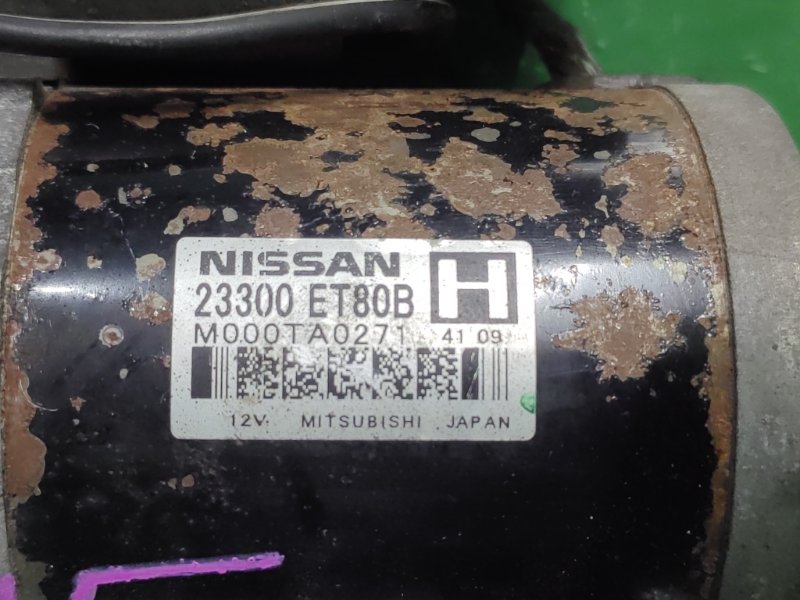 NISSAN H
23300 ET80B
M000TA0271 41 09
12V. MITSUBISHI JAPAN